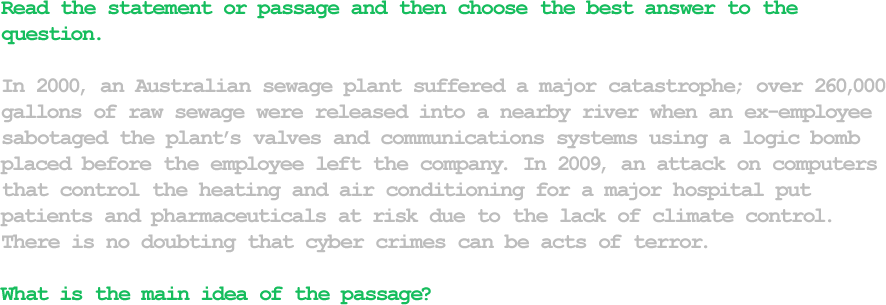 Read the statement or passage and then choose the best answer to the
question.
In 2000, an Australian sewage plant suffered a major catastrophe; over 260,000
gallons of raw sewage were released into a nearby river when an ex-employee
sabotaged the plant's valves and communications systems using a logic bomb
placed before the employee left the company. In 2009, an attack on computers
that control the heating and air conditioning for a major hospital put
patients and pharmaceuticals at risk due to the lack of climate control.
There is no doubting that cyber crimes can be acts of terror.
What is the main idea of the passage?